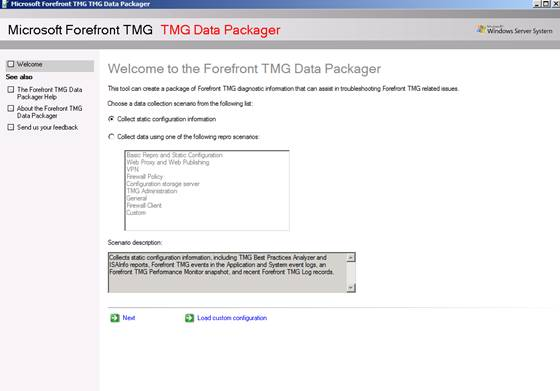 Microsoft Forefront TMG TMG Data Packager
Microsoft Forefront TMG TMG Data Packager
Microsoft
Windows Server System
Welcome
See also
The Forefront TMG Data
Packager Help
About the Forefront TMG
Data Packager
Send us your feedback
Welcome to the Forefront TMG Data Packager
This tool can create a package of Forefront TMG diagnostic information that can assist in troubleshooting Forefront TMG related issues.
Choose a data collection scenario from the following list:
Collect static configuration information
Collect data using one of the following repro scenarios:
Basic Repro and Static Configuration
Web Proxy and Web Publishing
VPN
Firewall Policy
Configuration storage server
TMG Administration
General
Firewall Client
Custom
Scenario description:
Collects static configuration information, including TMG Best Practices Analyzer and
ISAInfo reports, Forefront TMG events in the Application and System event logs, an
Forefront TMG Performance Monitor snapshot, and recent Forefront TMG Log records.
Next
Load custom configuration